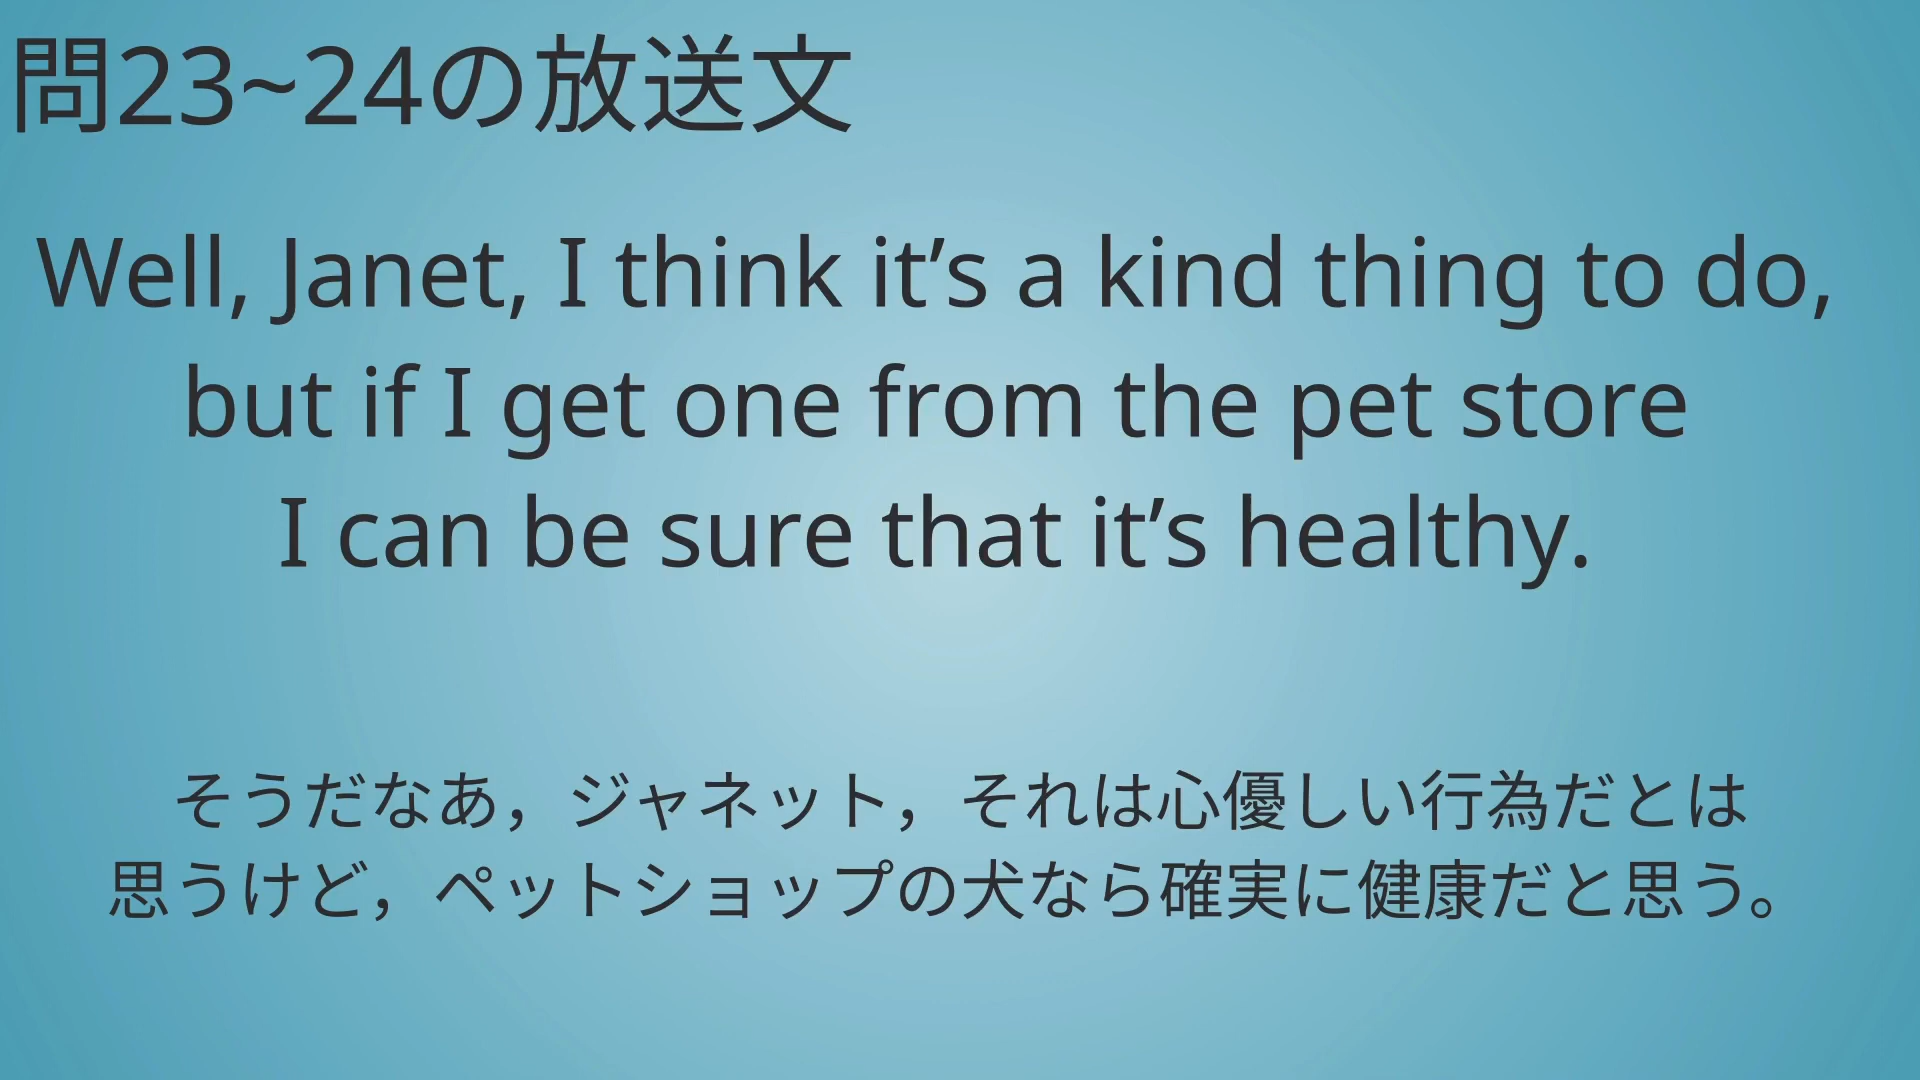 問23~24の放送文
Well, Janet, I think it’s a kind thing to do,
but if I get one from the pet store
I can be sure that it’s healthy.
そうだなあ，ジャネット，それは心優しい行為だとは
思うけど，ペットショップの犬なら確実に健康だと思う。